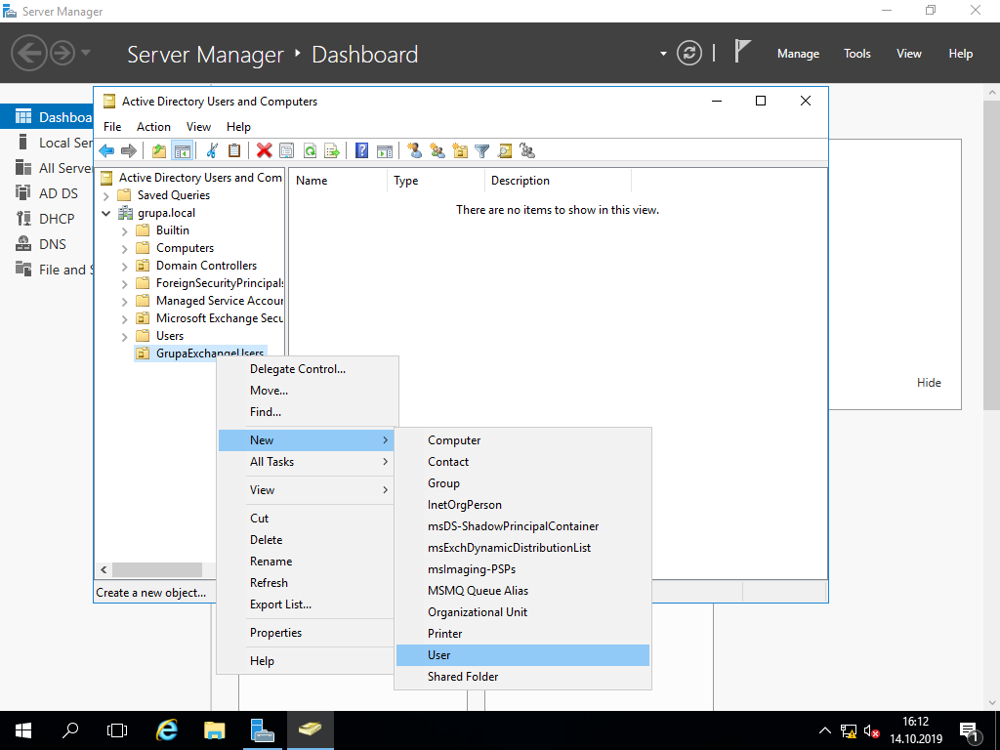 Server Manager
Server Manager
Dashboard
Manage
Tools
View
Help
Dashboa
Local Ser
All Server
AD DS
DHCP
DNS
File and S
Active Directory Users and Computers
File
Action
View
Help
Active Directory Users and Com
Saved Queries
grupa.local
Builtin
Computers
Domain Controllers
ForeignSecurityPrincipals
Managed Service Accour
Microsoft Exchange Secu
Users
GrupaExchangeUsers
Name
Type
Description
There are no items to show in this view.
Hide
Create a new object...
Delegate Control...
Move...
Find...
New
All Tasks
View
Cut
Delete
Rename
Refresh
Export List...
Properties
Help
Computer
Contact
Group
InetOrgPerson
msDS-ShadowPrincipalContainer
msExchDynamicDistributionList
msImaging-PSPs
MSMQ Queue Alias
Organizational Unit
Printer
User
Shared Folder
16:12
14.10.2019
1